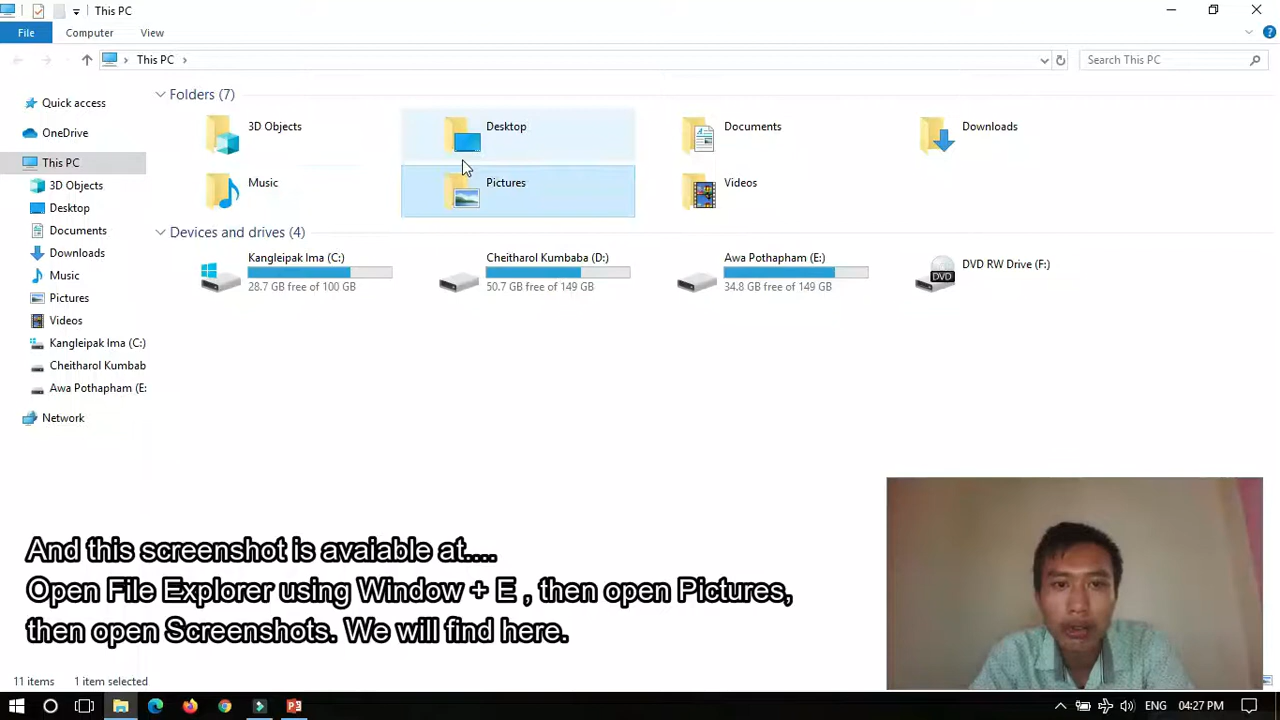 This PC
File
Computer
View
This PC
Search This PC
Quick access
OneDrive
This PC
3D Objects
Desktop
Documents
Downloads
Music
Pictures
Videos
Kangleipak Ima (C:)
Cheitharol Kumbab
Awa Pothapham (E:
Network
Folders (7)
3D Objects
Desktop
Documents
Downloads
Music
Pictures
Videos
Devices and drives (4)
Kangleipak Ima (C:)
28.7 GB free of 100 GB
Cheitharol Kumbaba (D:)
50.7 GB free of 149 GB
Awa Pothapham (E:)
34.8 GB free of 149 GB
DVD RW Drive (F:)
DVD
And this screenshot is avaiable at....
Open File Explorer using Window + E , then open Pictures,
then open Screenshots. We will find here.
11 items
1 item selected
ENG
04:27 PM